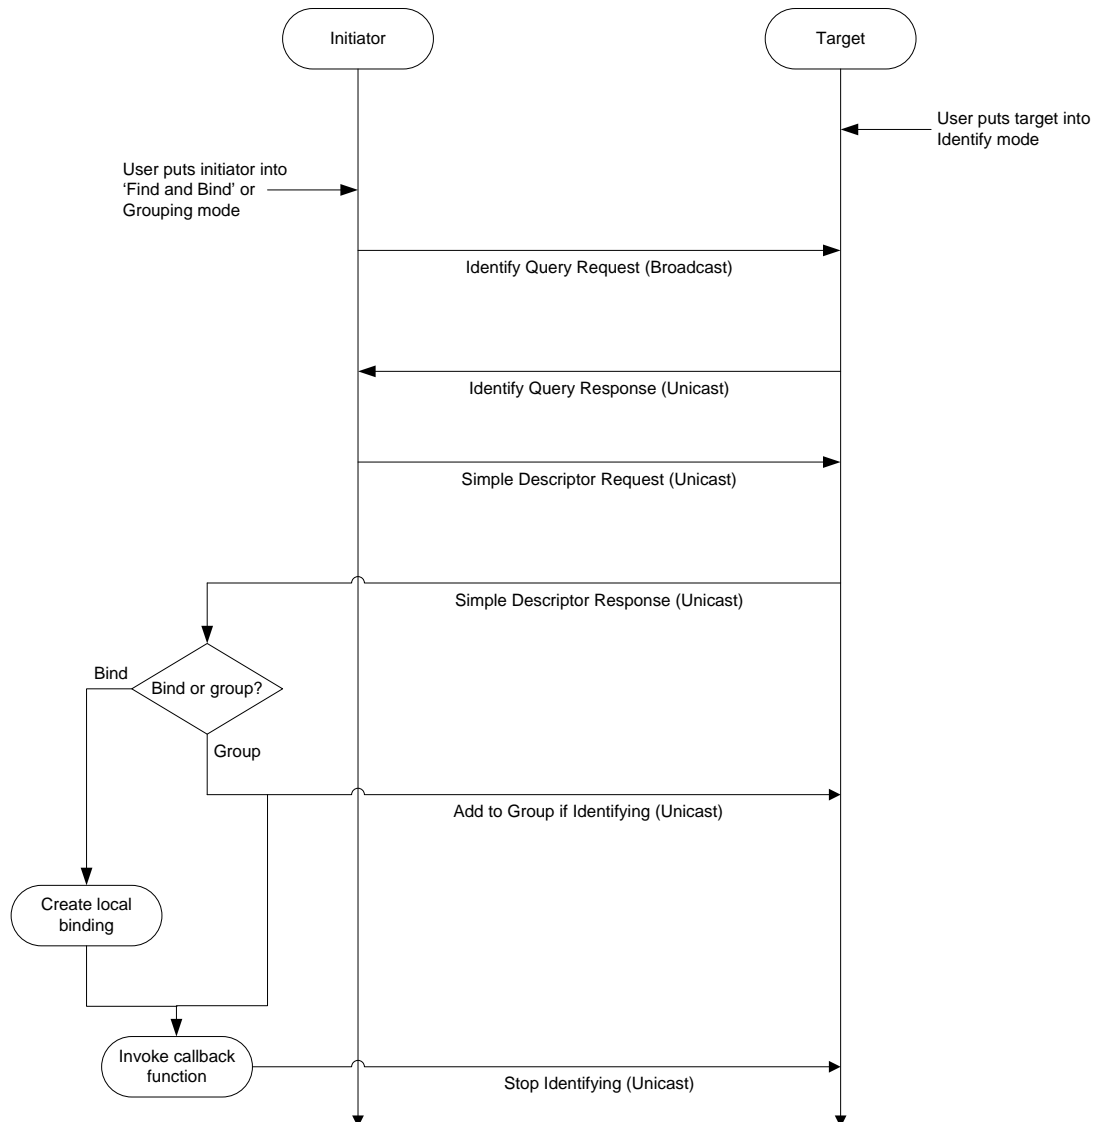 Initiator
Target
User puts target into
Identify mode
User puts initiator into
‘Find and Bind’ or
Grouping mode
Identify Query Request (Broadcast)
Identify Query Response (Unicast)
Simple Descriptor Request (Unicast)
Simple Descriptor Response (Unicast)
Bind
Bind or group?
Group
Add to Group if Identifying (Unicast)
Create local
binding
Invoke callback
function
Stop Identifying (Unicast)